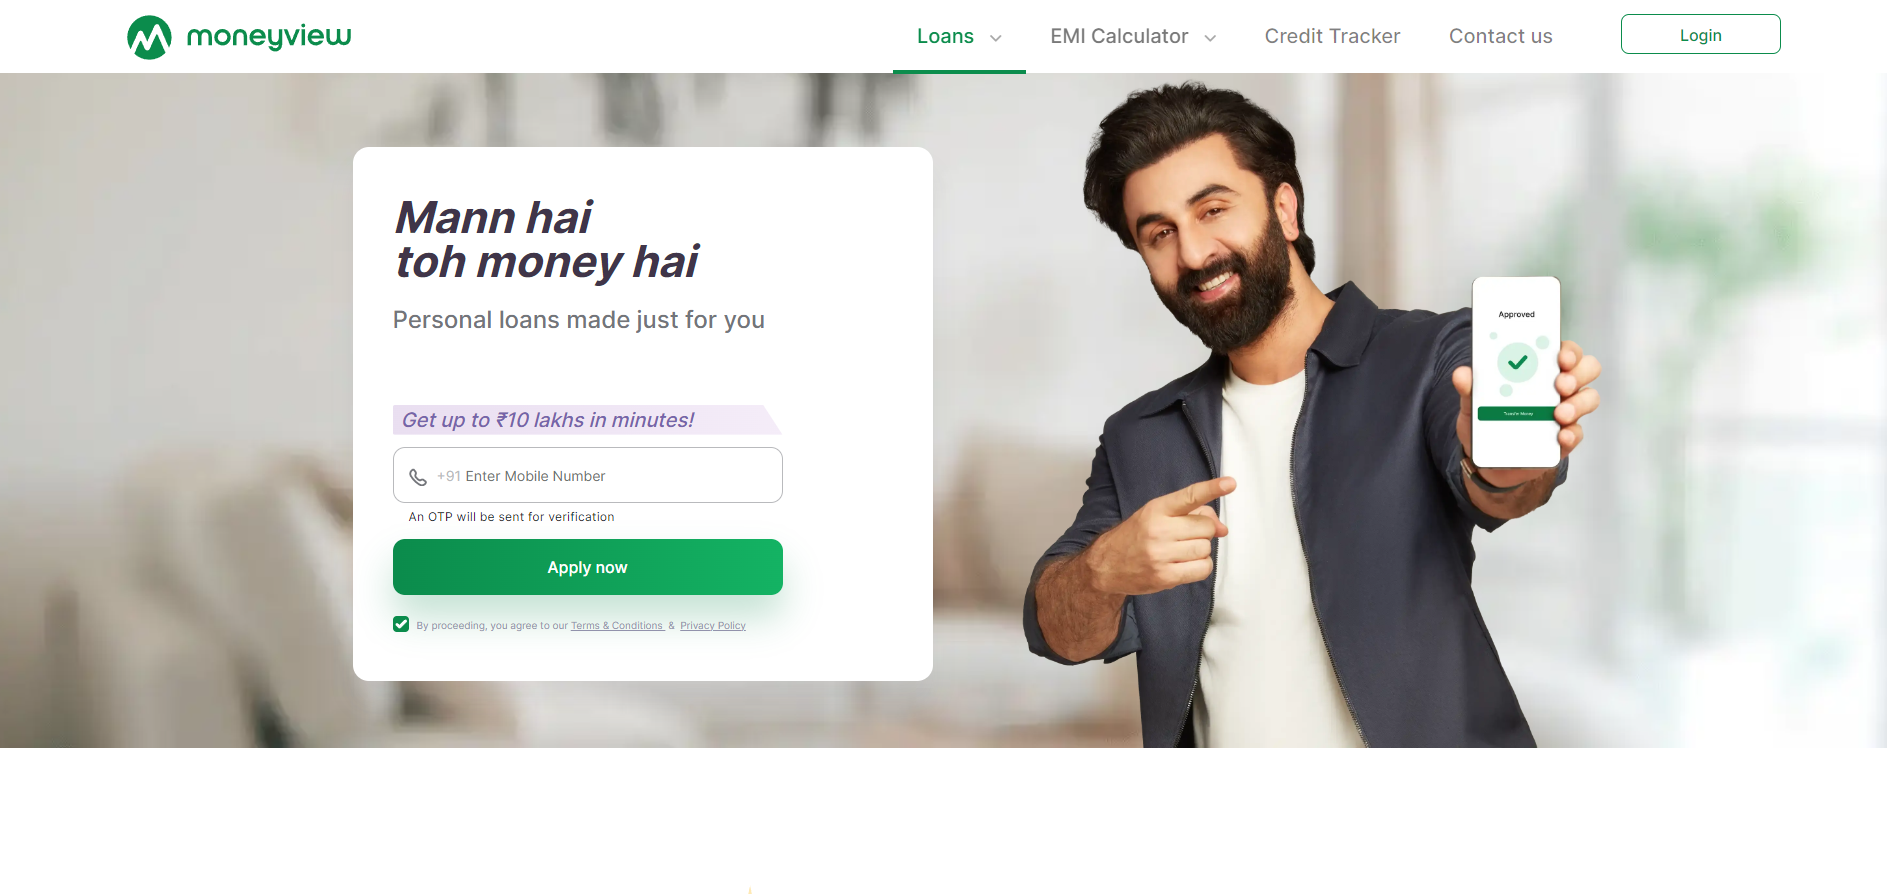 moneyview
Loans
EMI Calculator
Credit Tracker
Contact us
Login
Mann hai
toh money hai
Personal loans made just for you
Get up to ₹10 lakhs in minutes!
+91 Enter Mobile Number
An OTP will be sent for verification
Apply now
By proceeding, you agree to our Terms & Conditions & Privacy Policy
Approved
Transfer Money